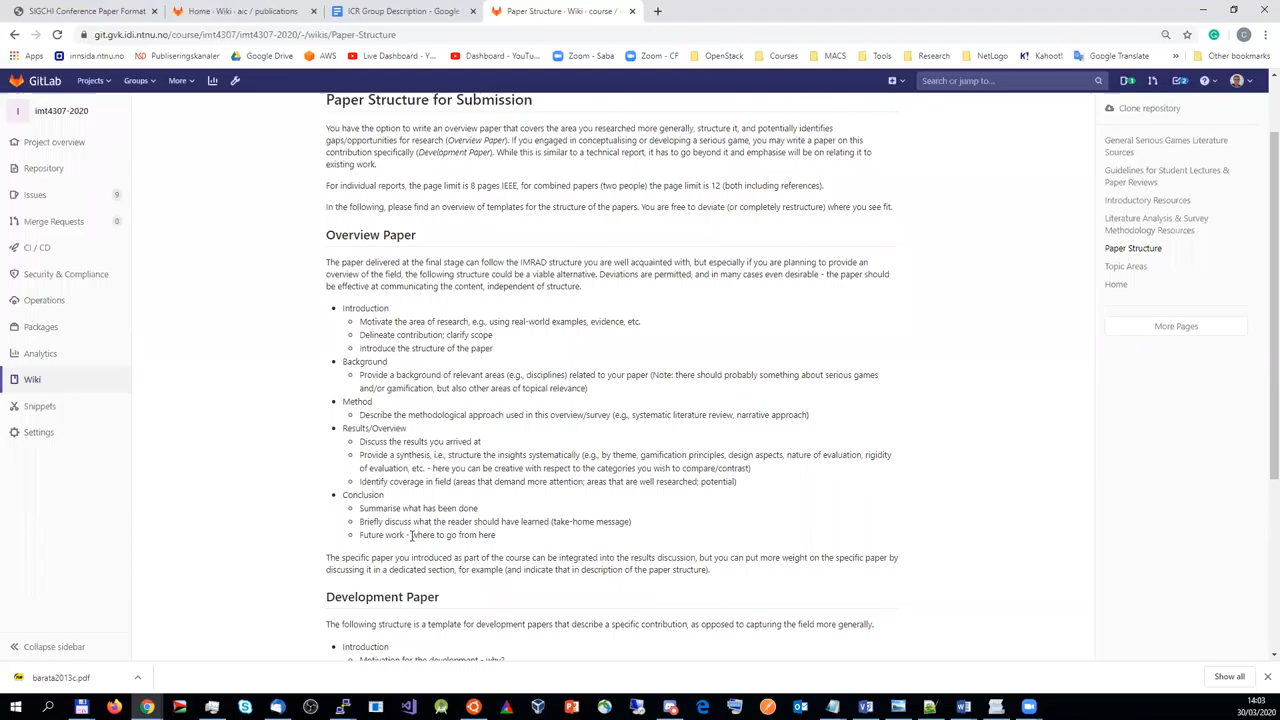 SIGCHI Conference Paper Format
Home · Wiki · aic / publications
ICR Group Description - Google
Paper Structure · Wiki · course /
git.gvk.idi.ntnu.no/course/imt4307/imt4307-2020/-/wikis/Paper-Structure
Apps
innsida.ntnu.no
Publiseringskanaler
Google Drive
AWS
Live Dashboard - Y...
Dashboard - YouTu...
Zoom - Saba
Zoom - CF
OpenStack
Courses
MACS
Tools
Research
NetLogo
Kahoot!
Google Translate
»
Other bookmarks
GitLab
Projects
Groups
More
Search or jump to...
I
imt4307-2020
Project overview
Repository
Issues
9
Merge Requests
0
CI / CD
Security & Compliance
Operations
Packages
Analytics
Wiki
Snippets
Settings
Collapse sidebar
Paper Structure for Submission
You have the option to write an overview paper that covers the area you researched more generally, structure it, and potentially identifies
gaps/opportunities for research (Overview Paper). If you engaged in conceptualising or developing a serious game, you may write a paper on this
contribution specifically (Development Paper). While this is similar to a technical report, it has to go beyond it and emphasise will be on relating it to
existing work.
For individual reports, the page limit is 8 pages IEEE, for combined papers (two people) the page limit is 12 (both including references).
In the following, please find an overview of templates for the structure of the papers. You are free to deviate (or completely restructure) where you see fit.
Overview Paper
The paper delivered at the final stage can follow the IMRAD structure you are well acquainted with, but especially if you are planning to provide an
overview of the field, the following structure could be a viable alternative. Deviations are permitted, and in many cases even desirable - the paper should
be effective at communicating the content, independent of structure.
• Introduction
◦ Motivate the area of research, e.g., using real-world examples, evidence, etc.
◦ Delineate contribution; clarify scope
◦ Introduce the structure of the paper
• Background
◦ Provide a background of relevant areas (e.g., disciplines) related to your paper (Note: there should probably something about serious games
and/or gamification, but also other areas of topical relevance)
• Method
◦ Describe the methodological approach used in this overview/survey (e.g., systematic literature review, narrative approach)
• Results/Overview
◦ Discuss the results you arrived at
◦ Provide a synthesis, i.e., structure the insights systematically (e.g., by theme, gamification principles, design aspects, nature of evaluation, rigidity
of evaluation, etc. - here you can be creative with respect to the categories you wish to compare/contrast)
◦ Identify coverage in field (areas that demand more attention; areas that are well researched; potential)
• Conclusion
◦ Summarise what has been done
◦ Briefly discuss what the reader should have learned (take-home message)
◦ Future work - where to go from here
The specific paper you introduced as part of the course can be integrated into the results discussion, but you can put more weight on the specific paper by
discussing it in a dedicated section, for example (and indicate that in description of the paper structure).
Development Paper
The following structure is a template for development papers that describe a specific contribution, as opposed to capturing the field more generally.
• Introduction
◦ Motivation for the development - why?
Clone repository
General Serious Games Literature
Sources
Guidelines for Student Lectures &
Paper Reviews
Introductory Resources
Literature Analysis & Survey
Methodology Resources
Paper Structure
Topic Areas
Home
More Pages
barata2013c.pdf
Show all
14:03
30/03/2020